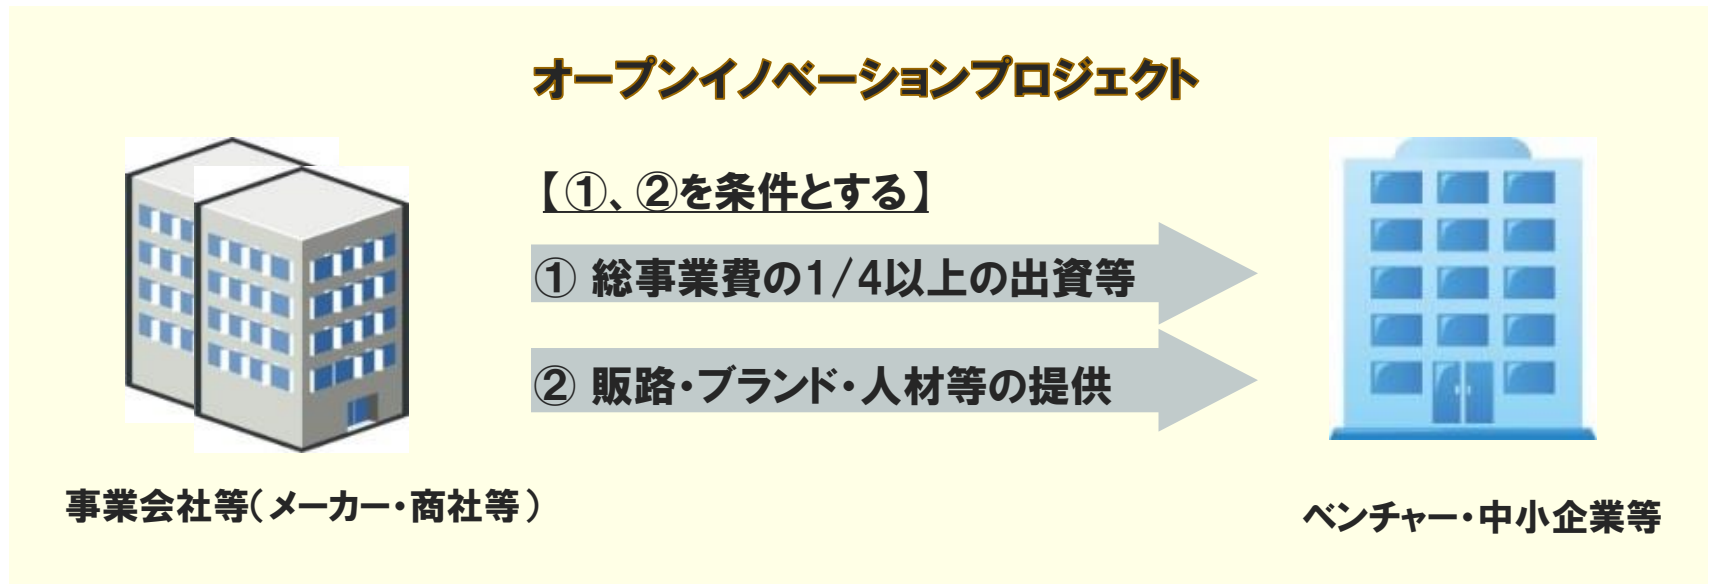 オープンイノベーションプロジェクト
【①、②を条件とする】
① 総事業費の1/4以上の出資等
② 販路・ブランド・人材等の提供
事業会社等（メーカー・商社等）
ベンチャー・中小企業等